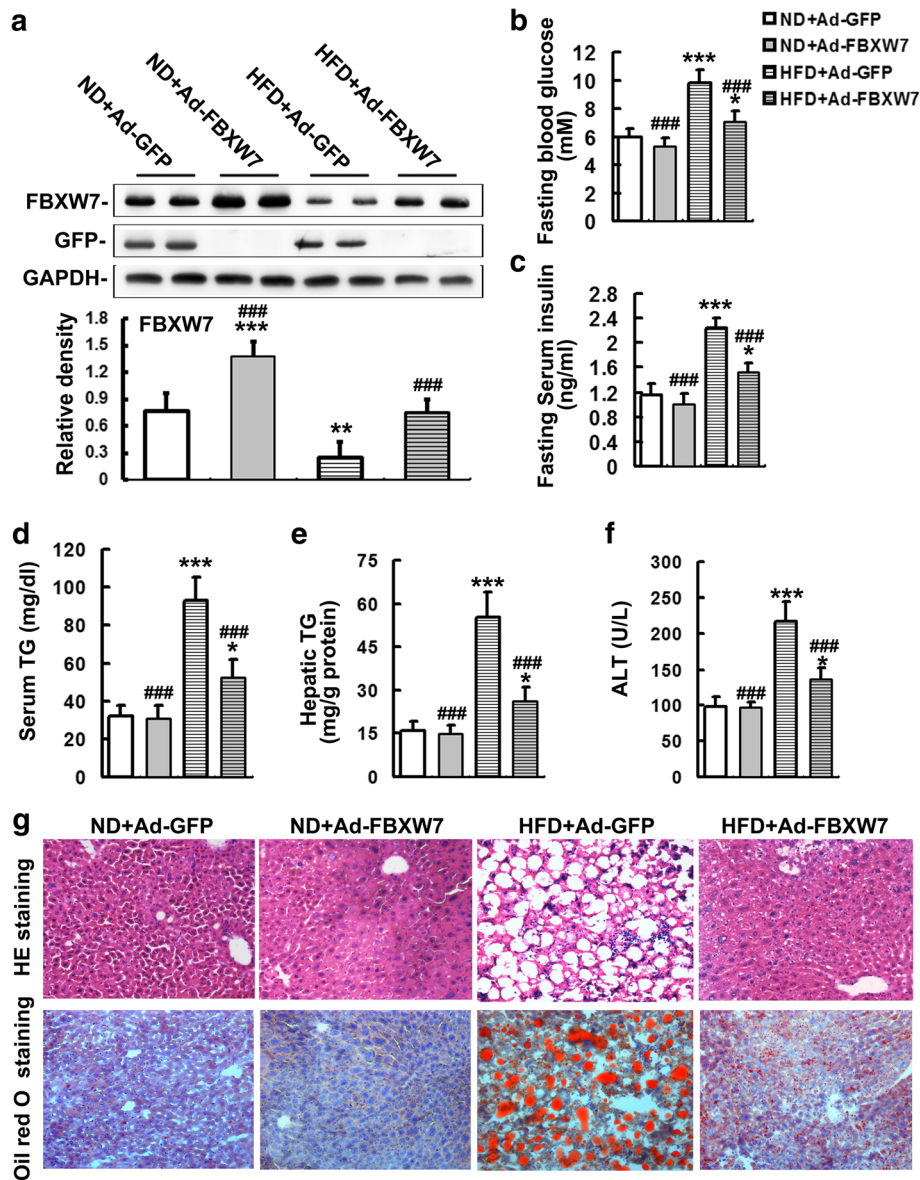 a
ND+Ad-GFP
ND+Ad-FBXW7
HFD+Ad-GFP
HFD+Ad-FBXW7
FBXW7-
GFP-
GAPDH-
FBXW7
Relative density
1.8
1.5
1.2
0.9
0.6
0.3
0
###
***
**
###
b
Fasting blood glucose
(mM)
12
10
8
6
4
2
0
###
***
###
*
ND+Ad-GFP
ND+Ad-FBXW7
HFD+Ad-GFP
HFD+Ad-FBXW7
c
Fasting Serum insulin
(ng/ml)
2.8
2.4
2.0
1.6
1.2
0.8
0.4
0
###
***
###
*
d
Serum TG (mg/dl)
120
100
80
60
40
20
0
###
***
###
*
e
Hepatic TG
(mg/g protein)
75
60
45
30
15
0
###
***
###
*
f
ALT (U/L)
300
250
200
150
100
50
0
###
***
###
*
g
ND+Ad-GFP
ND+Ad-FBXW7
HFD+Ad-GFP
HFD+Ad-FBXW7
HE staining
Oil red O staining